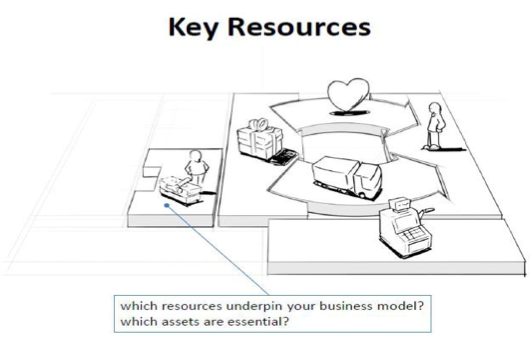 Key Resources
which resources underpin your business model?
which assets are essential?